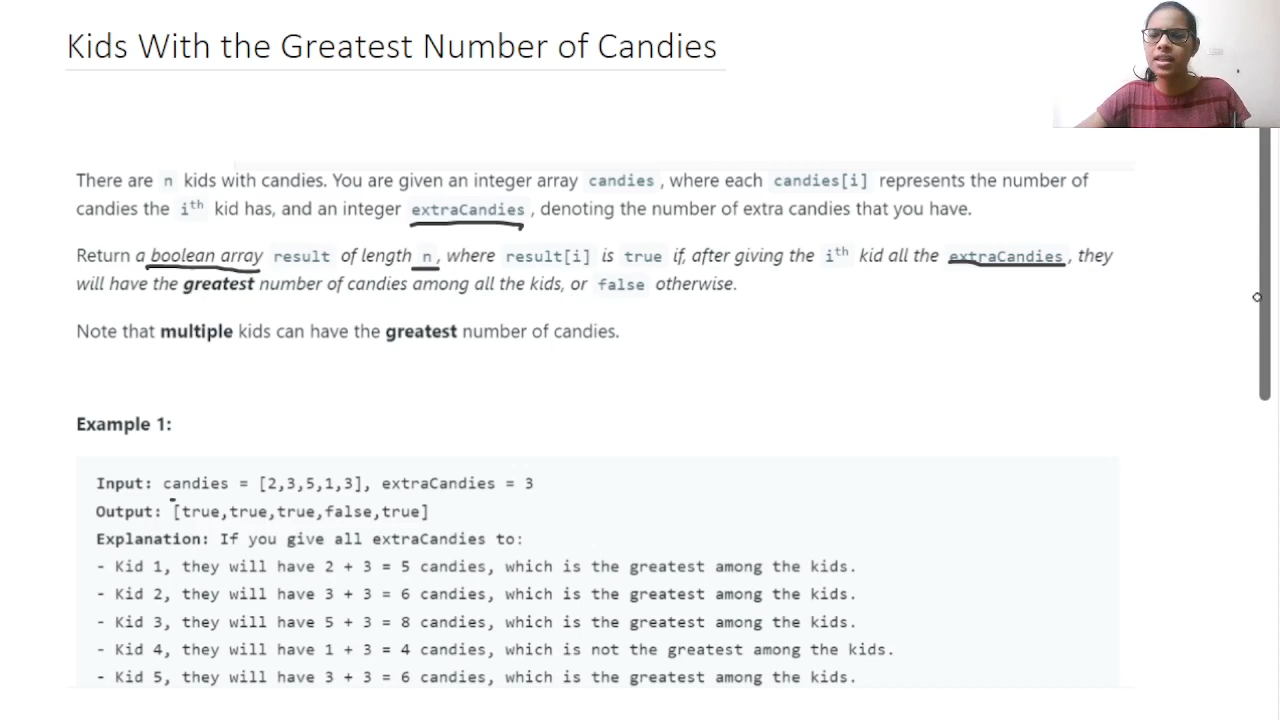 Kids With the Greatest Number of Candies
There are n kids with candies. You are given an integer array candies , where each candies[i] represents the number of
candies the ith kid has, and an integer extraCandies , denoting the number of extra candies that you have.
Return a boolean array result of length n , where result[i] is true if, after giving the ith kid all the extraCandies , they
will have the greatest number of candies among all the kids, or false otherwise.
Note that multiple kids can have the greatest number of candies.
Example 1:
Input: candies = [2,3,5,1,3], extraCandies = 3
Output: [true,true,true,false,true]
Explanation: If you give all extraCandies to:
- Kid 1, they will have 2 + 3 = 5 candies, which is the greatest among the kids.
- Kid 2, they will have 3 + 3 = 6 candies, which is the greatest among the kids.
- Kid 3, they will have 5 + 3 = 8 candies, which is the greatest among the kids.
- Kid 4, they will have 1 + 3 = 4 candies, which is not the greatest among the kids.
- Kid 5, they will have 3 + 3 = 6 candies, which is the greatest among the kids.